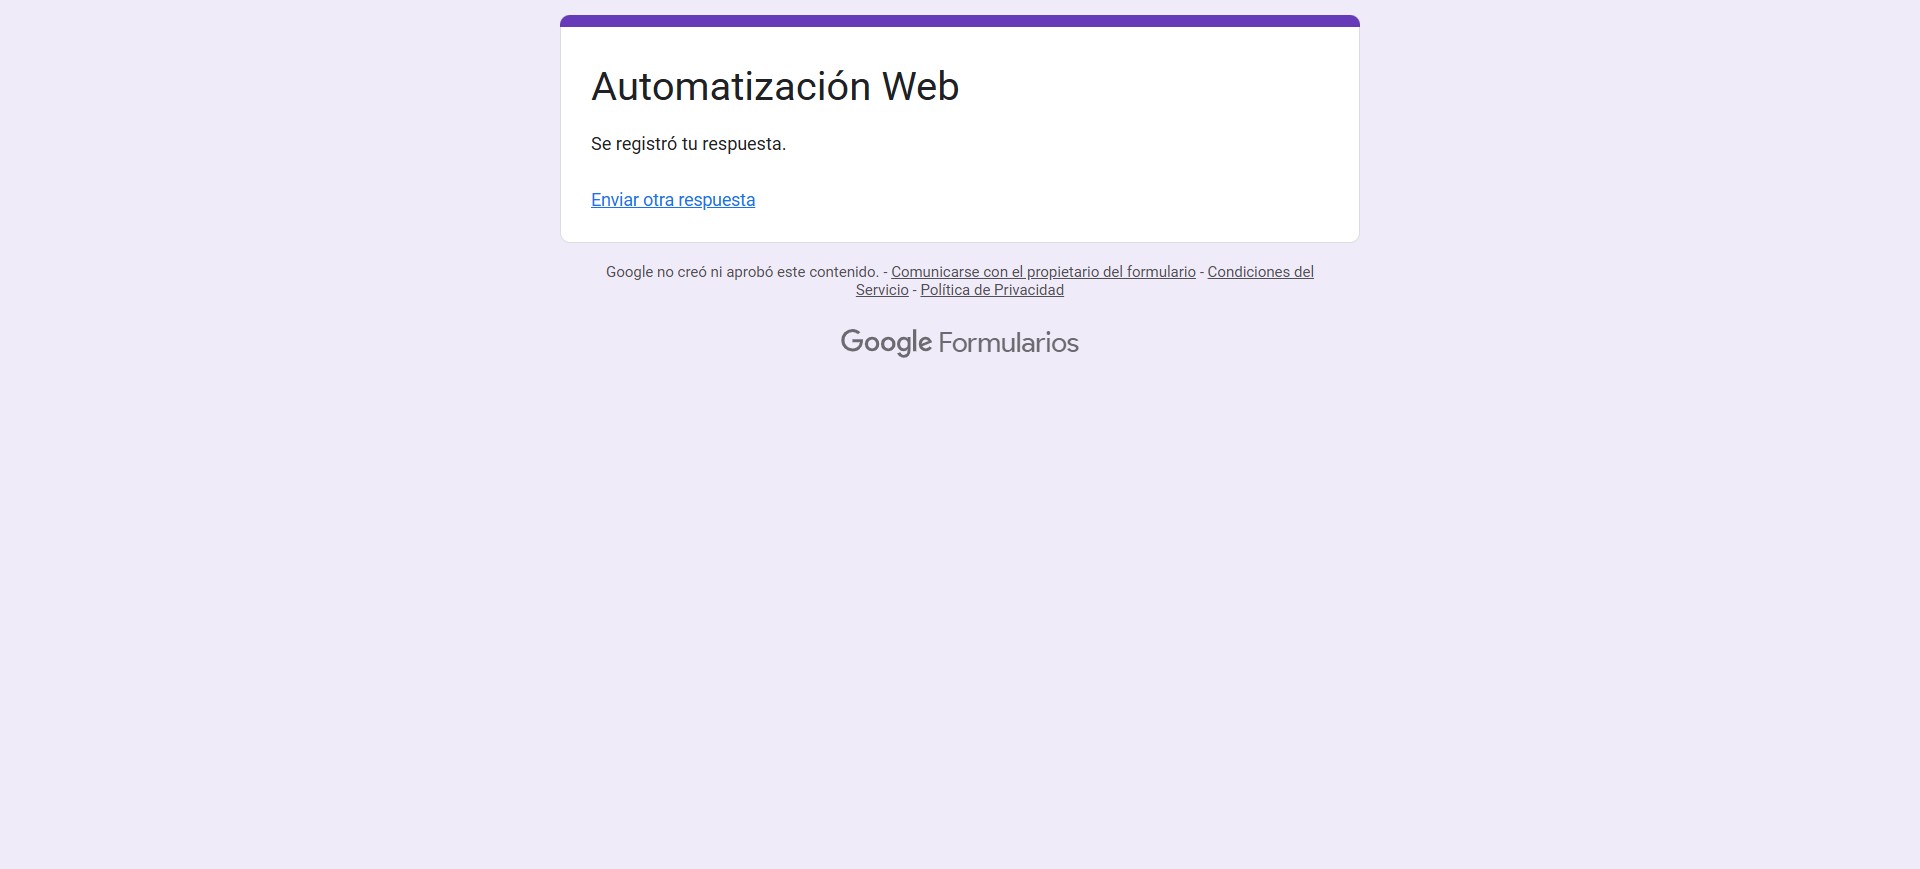 Automatización Web
Se registró tu respuesta.
Enviar otra respuesta
Google no creó ni aprobó este contenido. - Comunicarse con el propietario del formulario - Condiciones del
Servicio - Política de Privacidad
Google Formularios